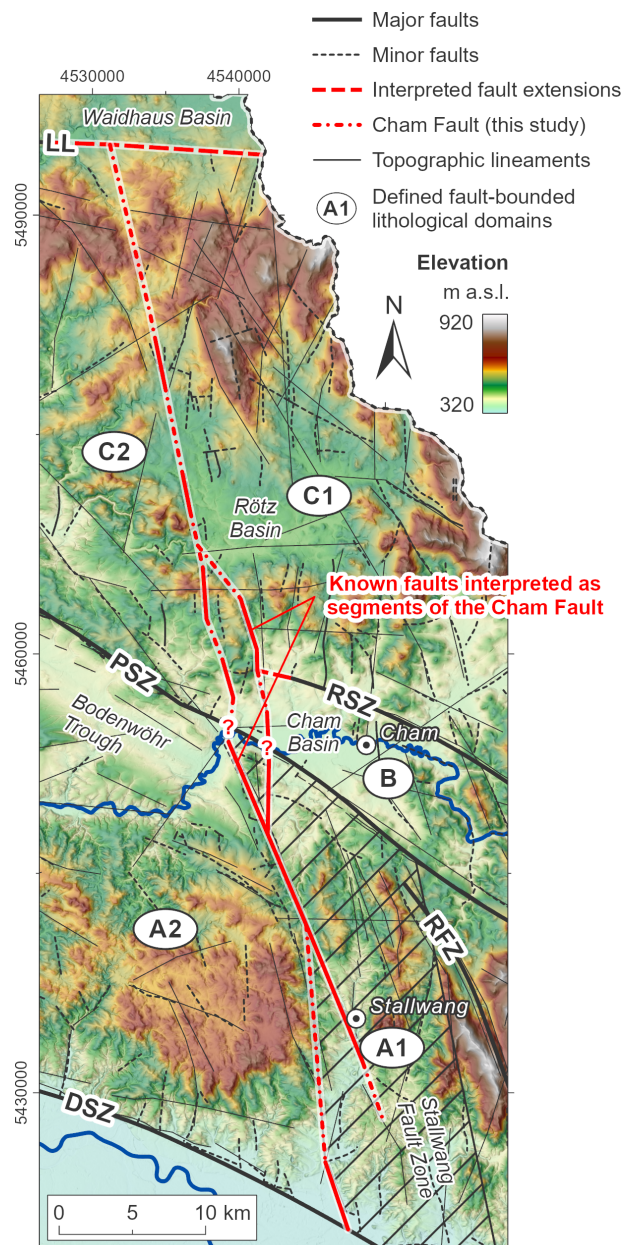 Major faults
Minor faults
Interpreted fault extensions
Cham Fault (this study)
Topographic lineaments
A1
Defined fault-bounded
lithological domains
Elevation
m a.s.l.
920
320
N
4530000
4540000
5490000
5460000
5430000
Waidhaus Basin
LL
C2
C1
Rötz
Basin
Known faults interpreted as
segments of the Cham Fault
PSZ
RSZ
Bodenwöhr
Trough
?
?
Cham
Basin
Cham
B
A2
RFZ
Stallwang
A1
Stallwang
Fault Zone
DSZ
0
5
10 km